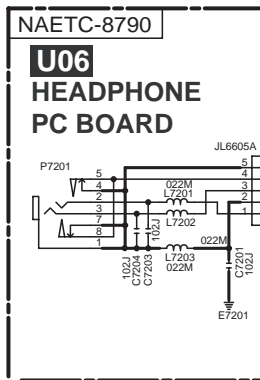 NAETC-8790
U06
HEADPHONE
PC BOARD
JL6605A
P7201
5
4
2
3
7
8
1
022M
L7201
L7202
102J
102J
C7204
C7203
L7203
022M
022M
C7201
102J
5
4
3
2
1
E7201